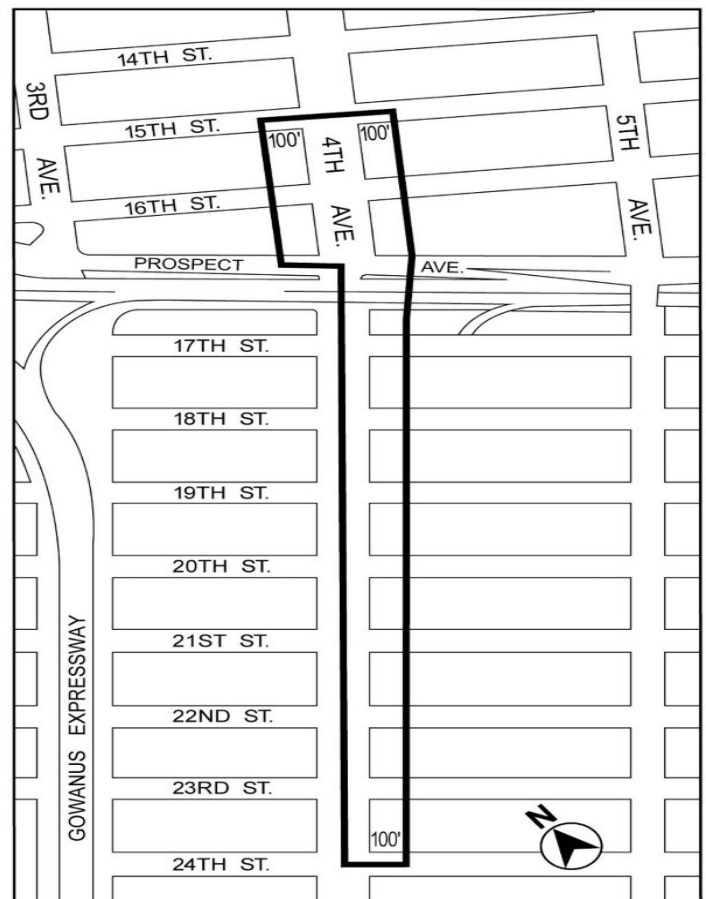 14TH ST.
3RD AVE.
15TH ST.
100'
4TH AVE.
100'
5TH AVE.
16TH ST.
PROSPECT AVE.
17TH ST.
18TH ST.
19TH ST.
20TH ST.
21ST ST.
GOWANUS EXPRESSWAY
22ND ST.
23RD ST.
100'
24TH ST.
N